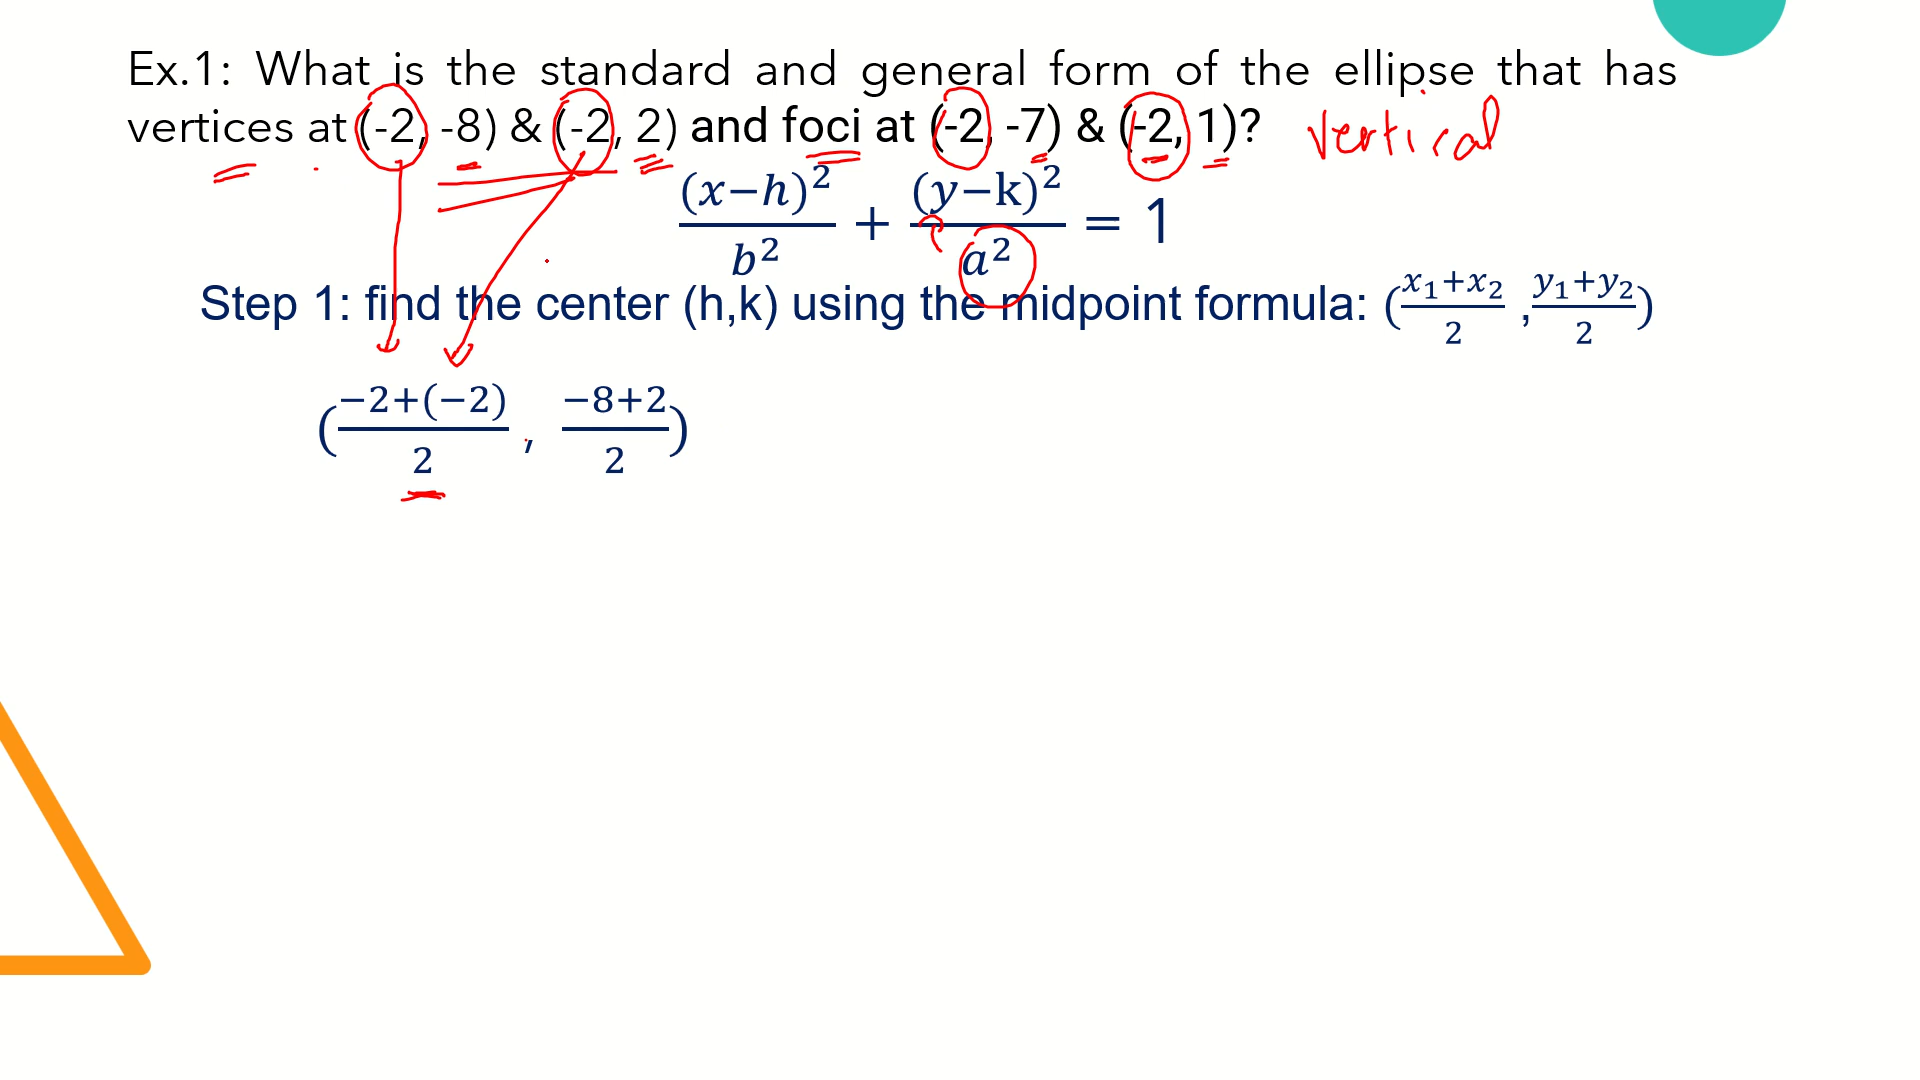 Ex.1: What is the standard and general form of the ellipse that has
vertices at (-2, -8) & (-2, 2) and foci at (-2, -7) & (-2, 1)? vertical
(x−h)²/b² + (y−k)²/a² = 1
Step 1: find the center (h,k) using the midpoint formula: (x₁+x₂/2 ,y₁+y₂/2)
(−2+(−2)/2 , −8+2/2)